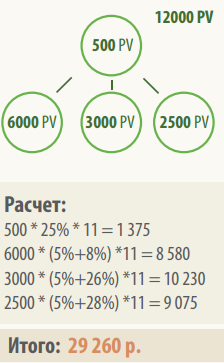 12000 PV
500 PV
6000 PV 3000 PV 2500 PV
Расчет:
500 * 25% * 11 = 1 375
6000 * (5%+8%) *11 = 8 580
3000 * (5%+26%) *11 = 10 230
2500 * (5%+28%) *11 = 9 075
Итого: 29 260 р.